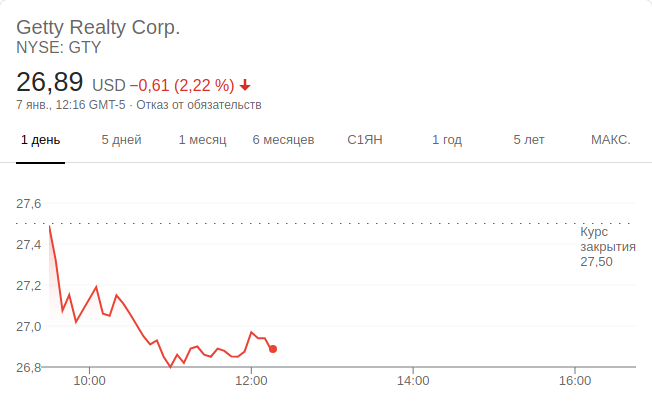 Getty Realty Corp.
NYSE: GTY
26,89 USD −0,61 (2,22 %)
7 янв., 12:16 GMT-5 · Отказ от обязательств
1 день 5 дней 1 месяц 6 месяцев С1ЯН 1 год 5 лет МАКС.
27,6
Курс
закрытия
27,50
27,4
27,2
27,0
26,8
10:00 12:00 14:00 16:00